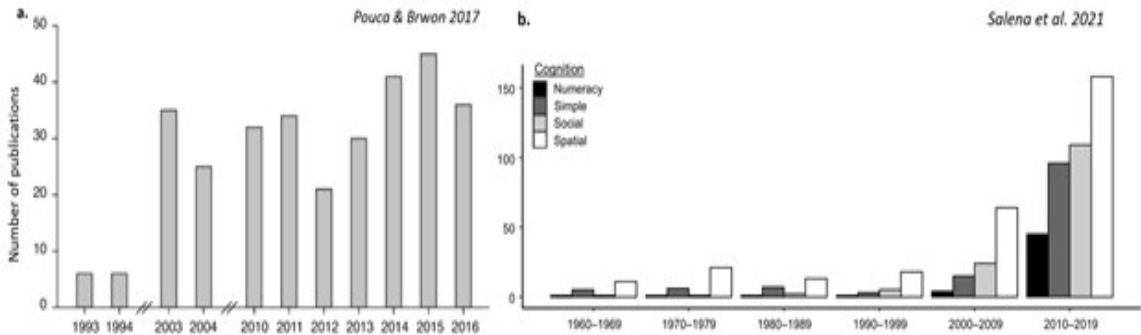 a.
Pouca & Brwon 2017
Number of publications
50
40
30
20
10
0
1993 1994 2003 2004 2010 2011 2012 2013 2014 2015 2016
b.
Salena et al. 2021
Cognition
Numeracy
Simple
Social
Spatial
150
100
50
0
1960–1969 1970–1979 1980–1989 1990–1999 2000–2009 2010–2019